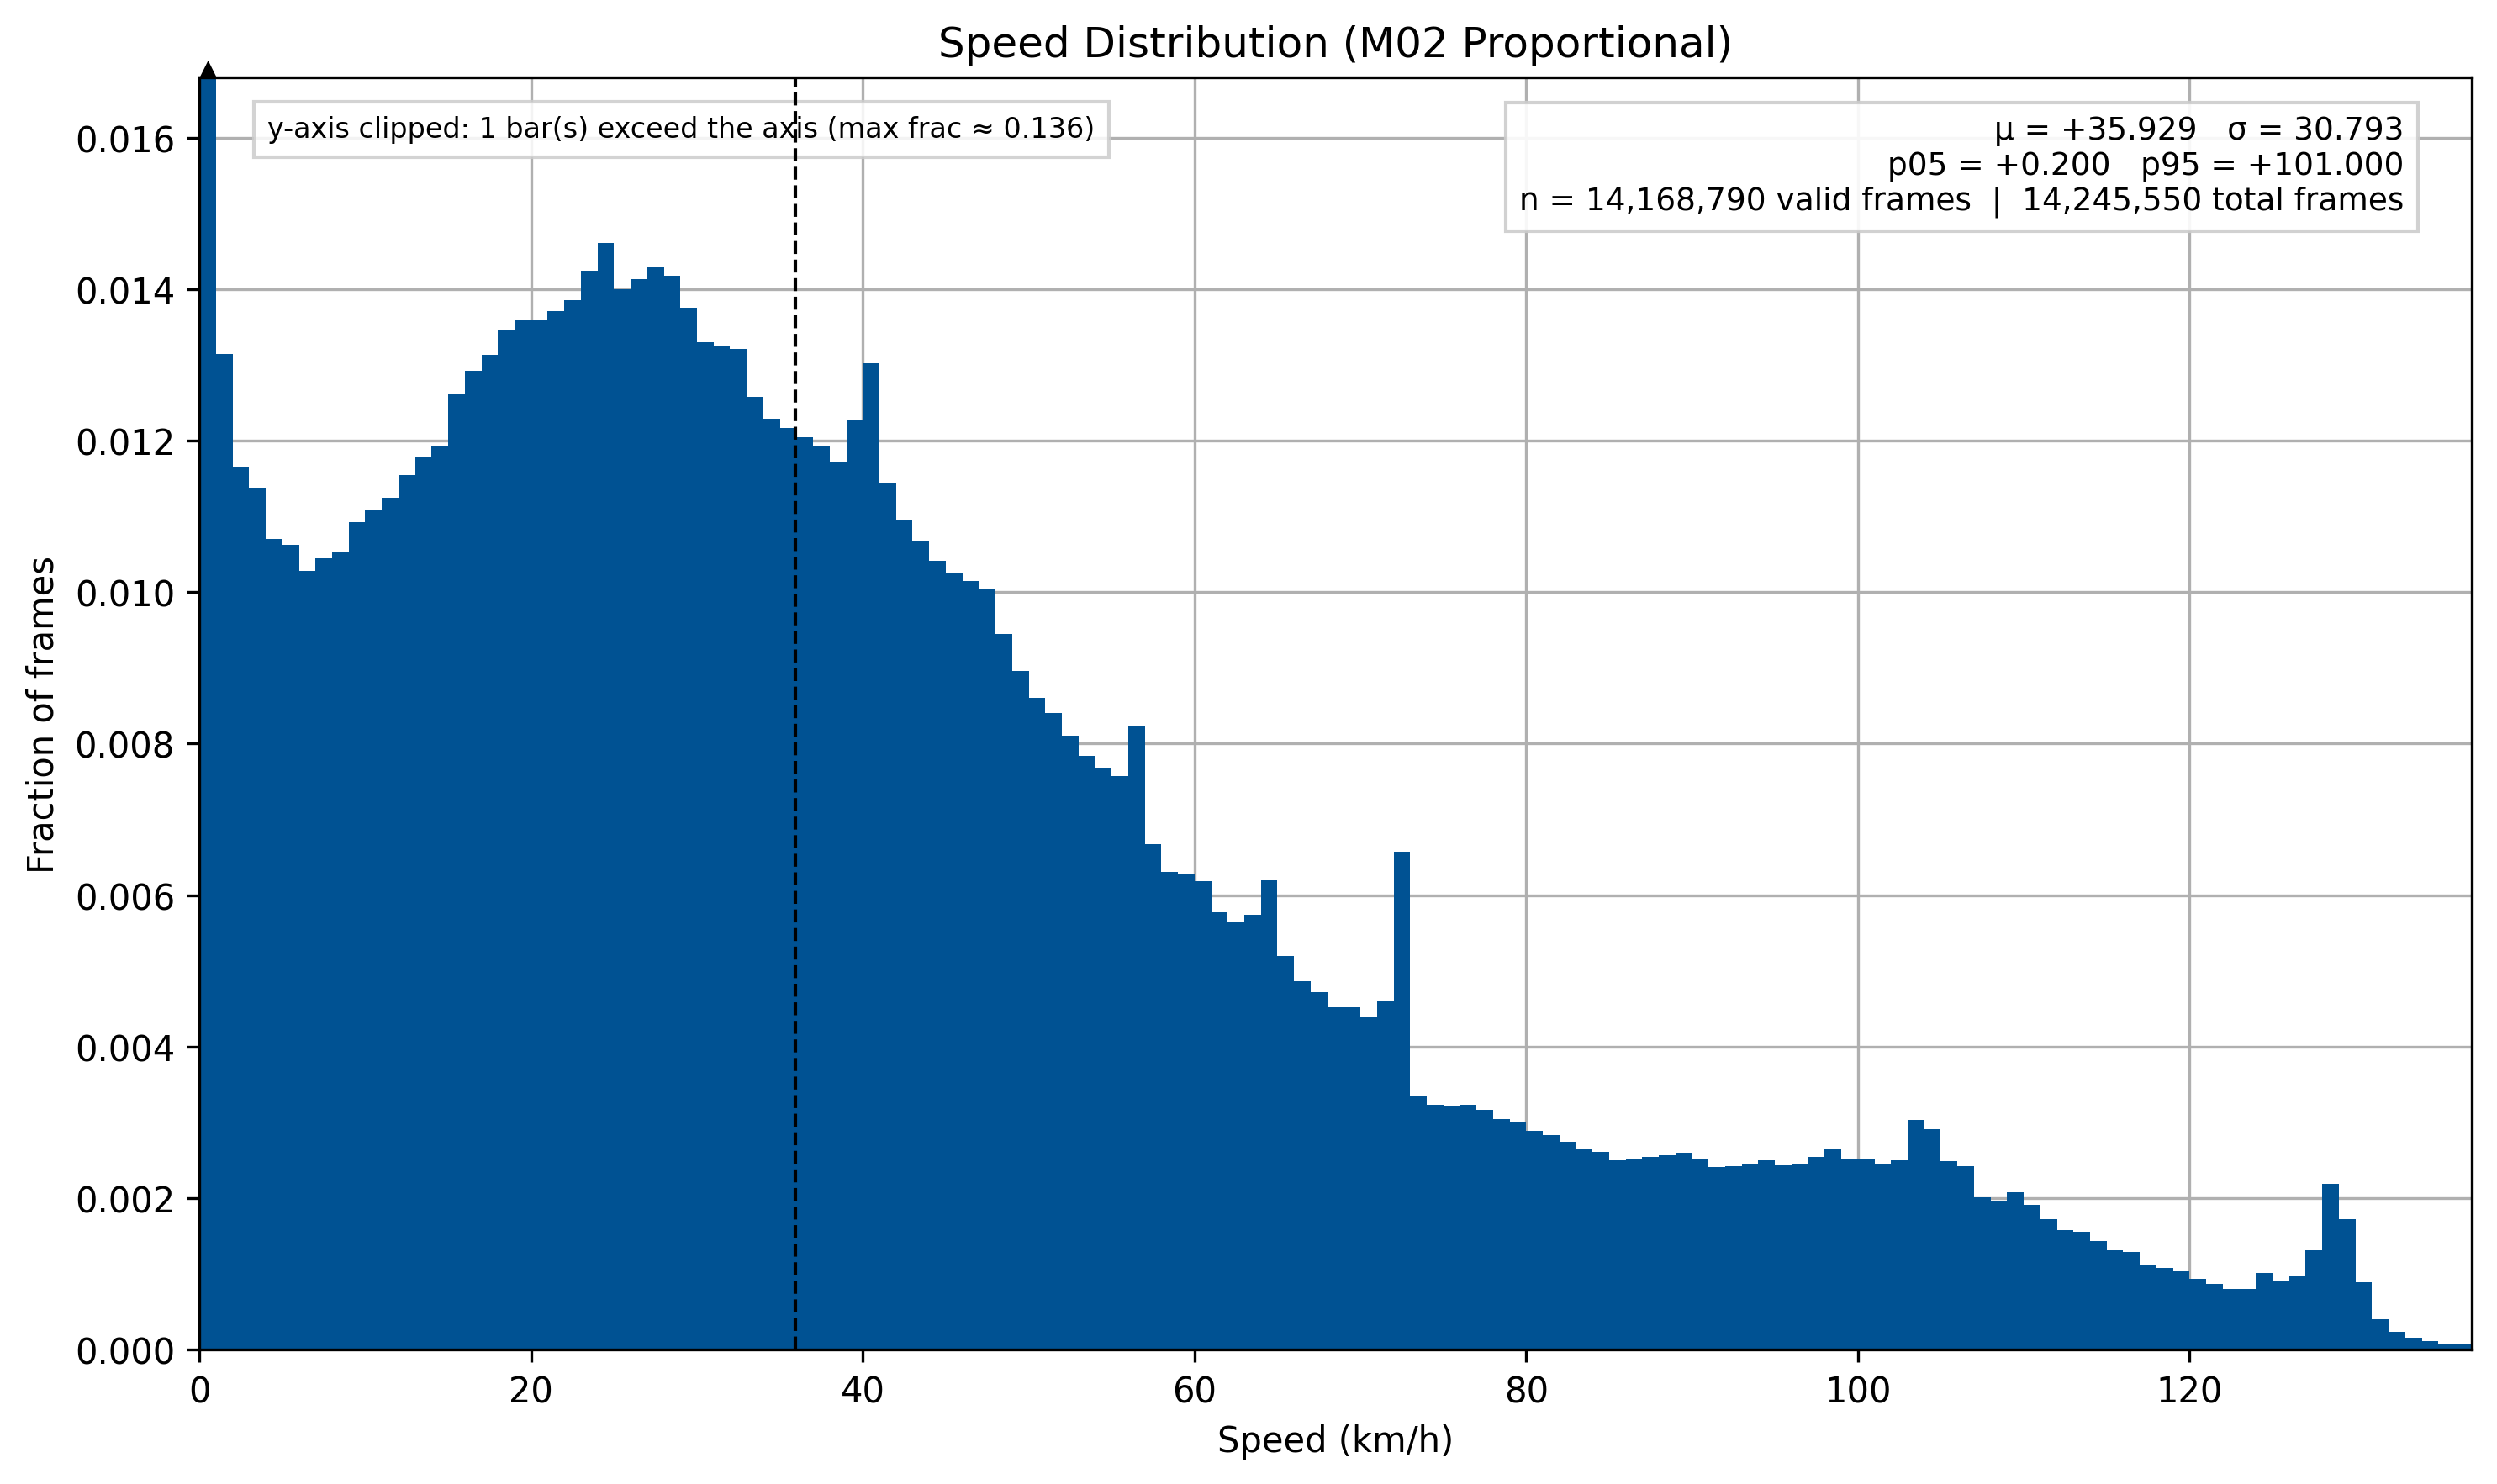 Speed Distribution (M02 Proportional)
y-axis clipped: 1 bar(s) exceed the axis (max frac ≈ 0.136)
μ = +35.929   σ = 30.793
p05 = +0.200   p95 = +101.000
n = 14,168,790 valid frames  |  14,245,550 total frames
Fraction of frames
0.016
0.014
0.012
0.010
0.008
0.006
0.004
0.002
0.000
0 20 40 60 80 100 120
Speed (km/h)